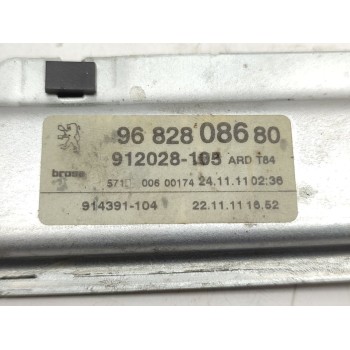 96 828 086 80
912028-103 ARD T84
brose 571 006 00174 24.11.11 02:36
914391-104 22.11.11 16.52